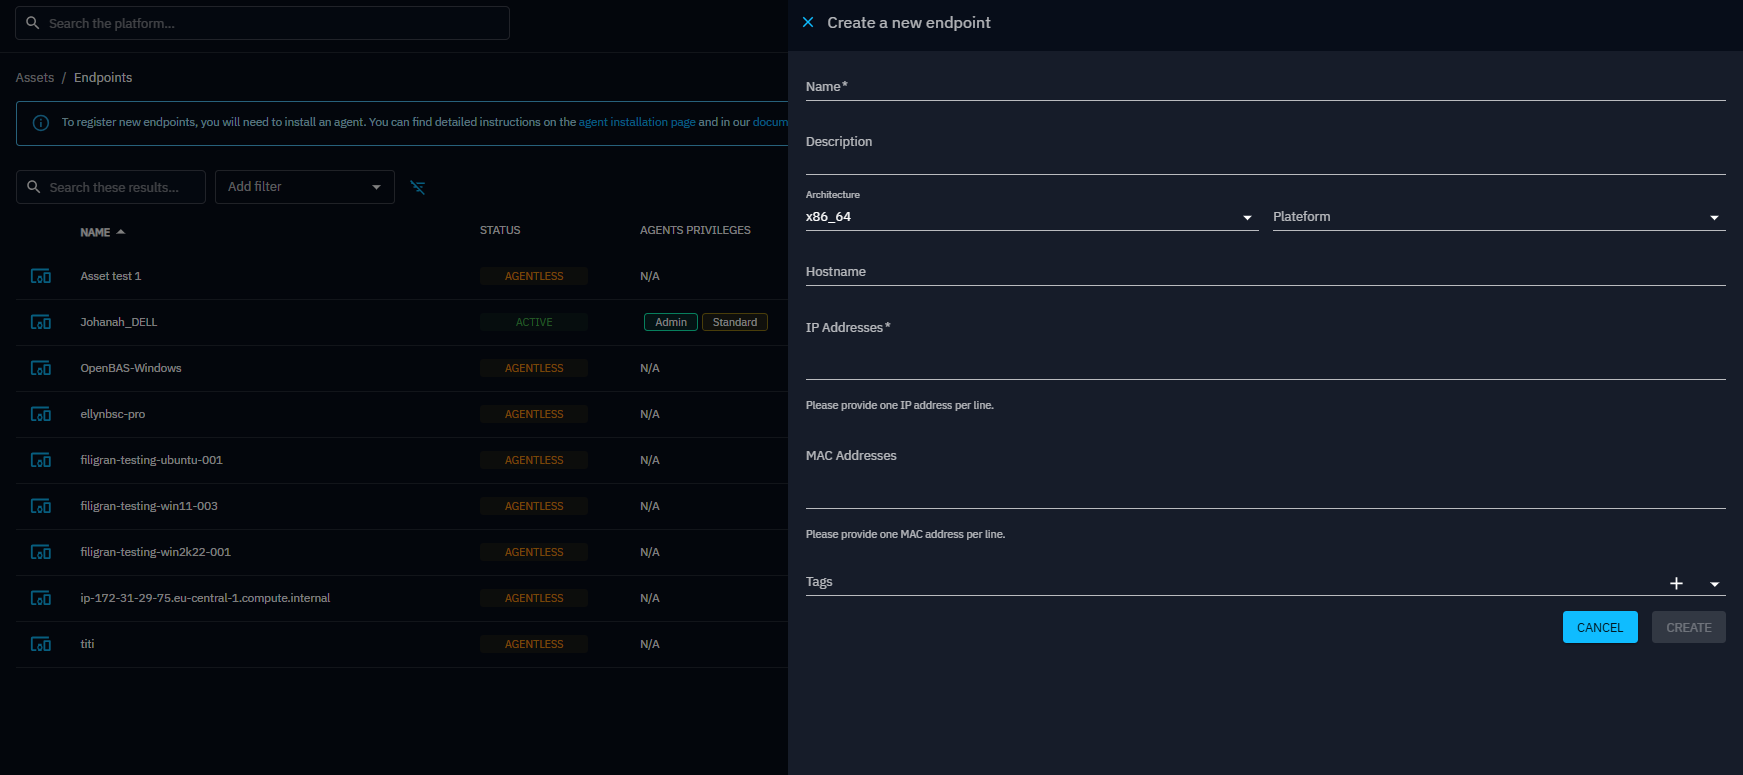 Search the platform...
Assets / Endpoints
To register new endpoints, you will need to install an agent. You can find detailed instructions on the agent installation page and in our docum
Search these results...
Add filter
NAME STATUS AGENTS PRIVILEGES
Asset test 1 AGENTLESS N/A
Johanah_DELL ACTIVE Admin Standard
OpenBAS-Windows AGENTLESS N/A
ellynbsc-pro AGENTLESS N/A
filigran-testing-ubuntu-001 AGENTLESS N/A
filigran-testing-win11-003 AGENTLESS N/A
filigran-testing-win2k22-001 AGENTLESS N/A
ip-172-31-29-75.eu-central-1.compute.internal AGENTLESS N/A
titi AGENTLESS N/A
Create a new endpoint
Name*
Description
Architecture
x86_64 Plateform
Hostname
IP Addresses*
Please provide one IP address per line.
MAC Addresses
Please provide one MAC address per line.
Tags
CANCEL CREATE